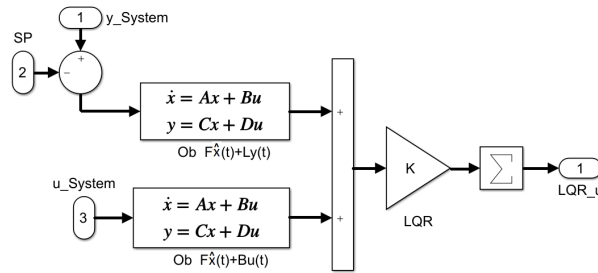 1 y_System
SP
2
+
−
ẋ = Ax + Bu
y = Cx + Du
Ob Fx̂(t)+Ly(t)
u_System
3
ẋ = Ax + Bu
y = Cx + Du
Ob Fx̂(t)+Bu(t)
+
+
K
LQR
∑
1
LQR_u